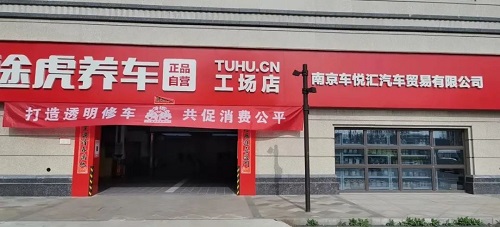 途虎养车
正品
自营
TUHU.CN
工场店
南京车悦汇汽车贸易有限公司
打造透明修车 共促消费公平